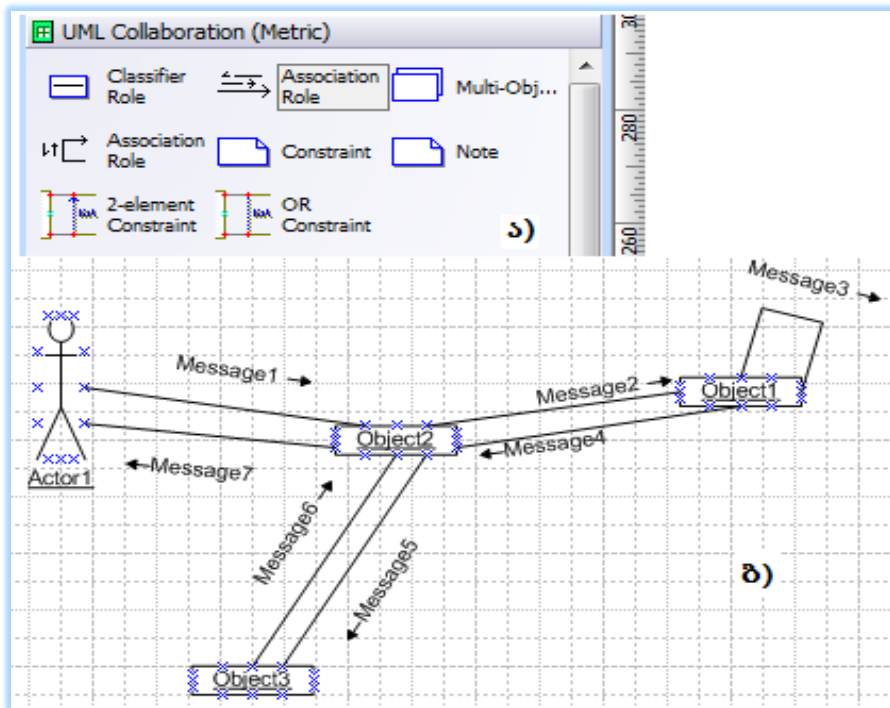 UML Collaboration (Metric)
Classifier Role
Association Role
Multi-Obj...
Association Role
Constraint
Note
2-element Constraint
OR Constraint
ა)
280
260
Message3
Message1
Message2
Object1
Object2
Message4
Message7
Actor1
Message6
Message5
ბ)
Object3